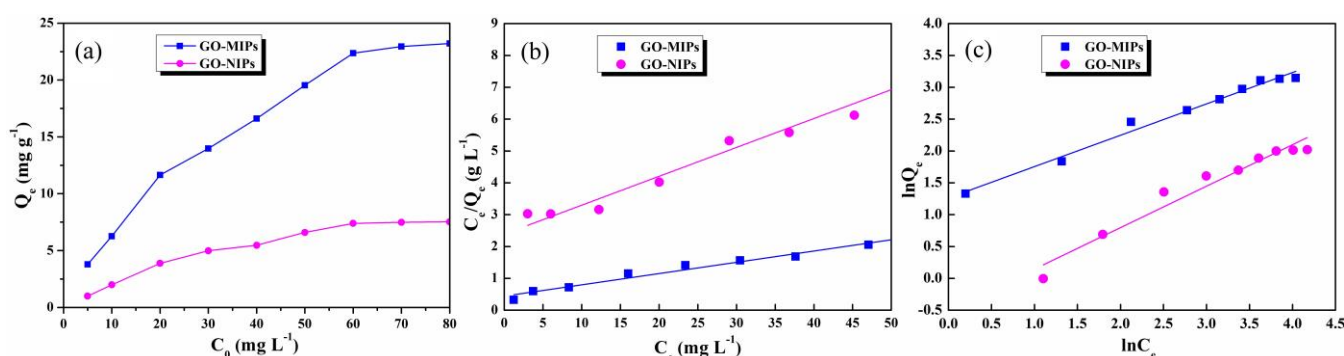 (a)
GO-MIPs
GO-NIPs
Qe (mg g-1)
25
20
15
10
5
0
0 10 20 30 40 50 60 70 80
C0 (mg L-1)
(b)
GO-MIPs
GO-NIPs
Ce/Qe (g L-1)
9
8
7
6
5
4
3
2
1
0
0 5 10 15 20 25 30 35 40 45 50
(mg L-1)
(c)
GO-MIPs
GO-NIPs
lnQe
4.0
3.5
3.0
2.5
2.0
1.5
1.0
0.5
0.0
-0.5
0.0 0.5 1.0 1.5 2.0 2.5 3.0 3.5 4.0 4.5
lnCe